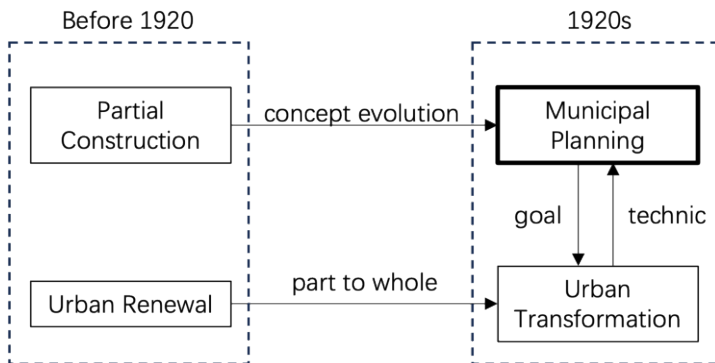 Before 1920
1920s
Partial
Construction
concept evolution
Municipal
Planning
goal
technic
Urban Renewal
part to whole
Urban
Transformation